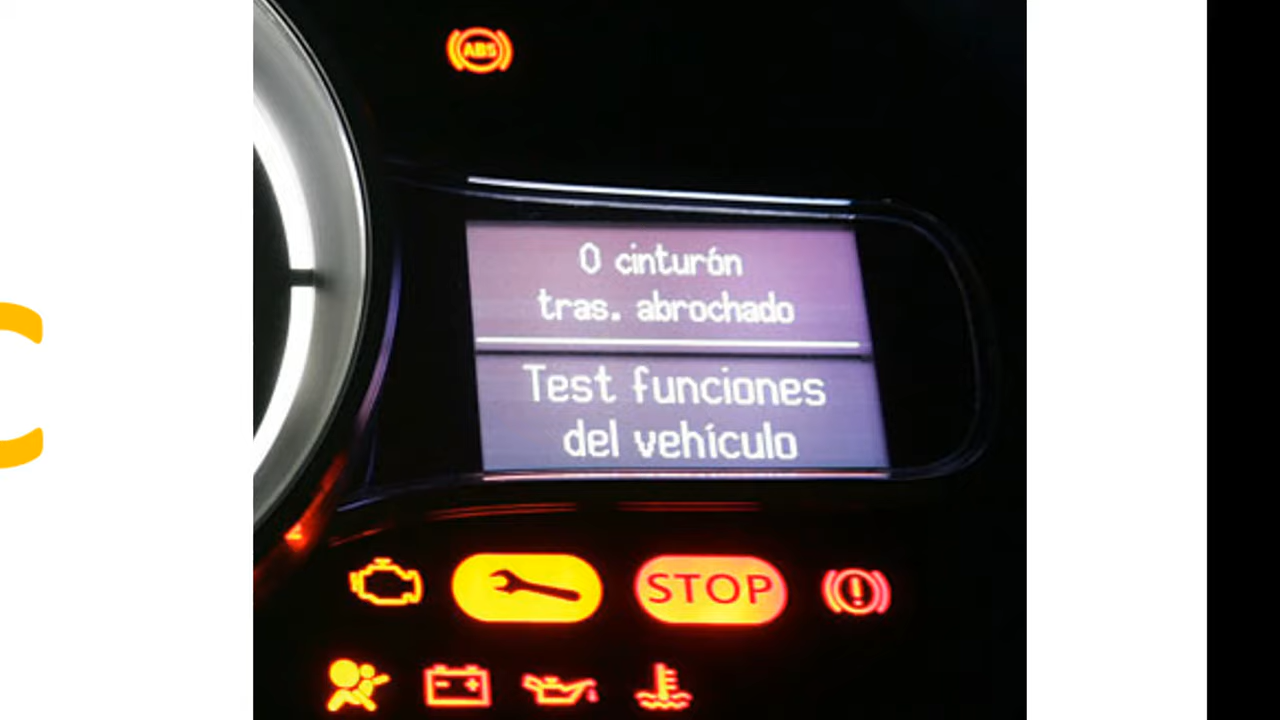 ABS
0 cinturón
tras. abrochado
Test funciones
del vehículo
STOP